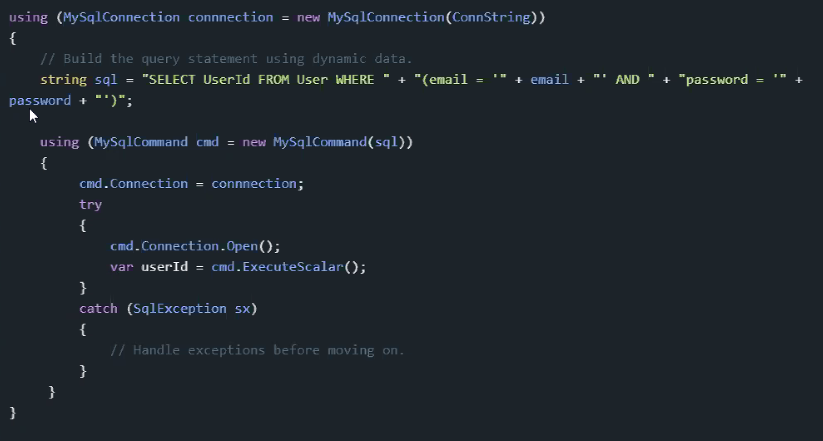 using (MySqlConnection connnection = new MySqlConnection(ConnString))
{
    // Build the query statement using dynamic data.
    string sql = "SELECT UserId FROM User WHERE " + "(email = '" + email + "' AND " + "password = '" +
password + "')";
    using (MySqlCommand cmd = new MySqlCommand(sql))
    {
         cmd.Connection = connnection;
         try
         {
             cmd.Connection.Open();
             var userId = cmd.ExecuteScalar();
         }
         catch (SqlException sx)
         {
             // Handle exceptions before moving on.
         }
     }
}